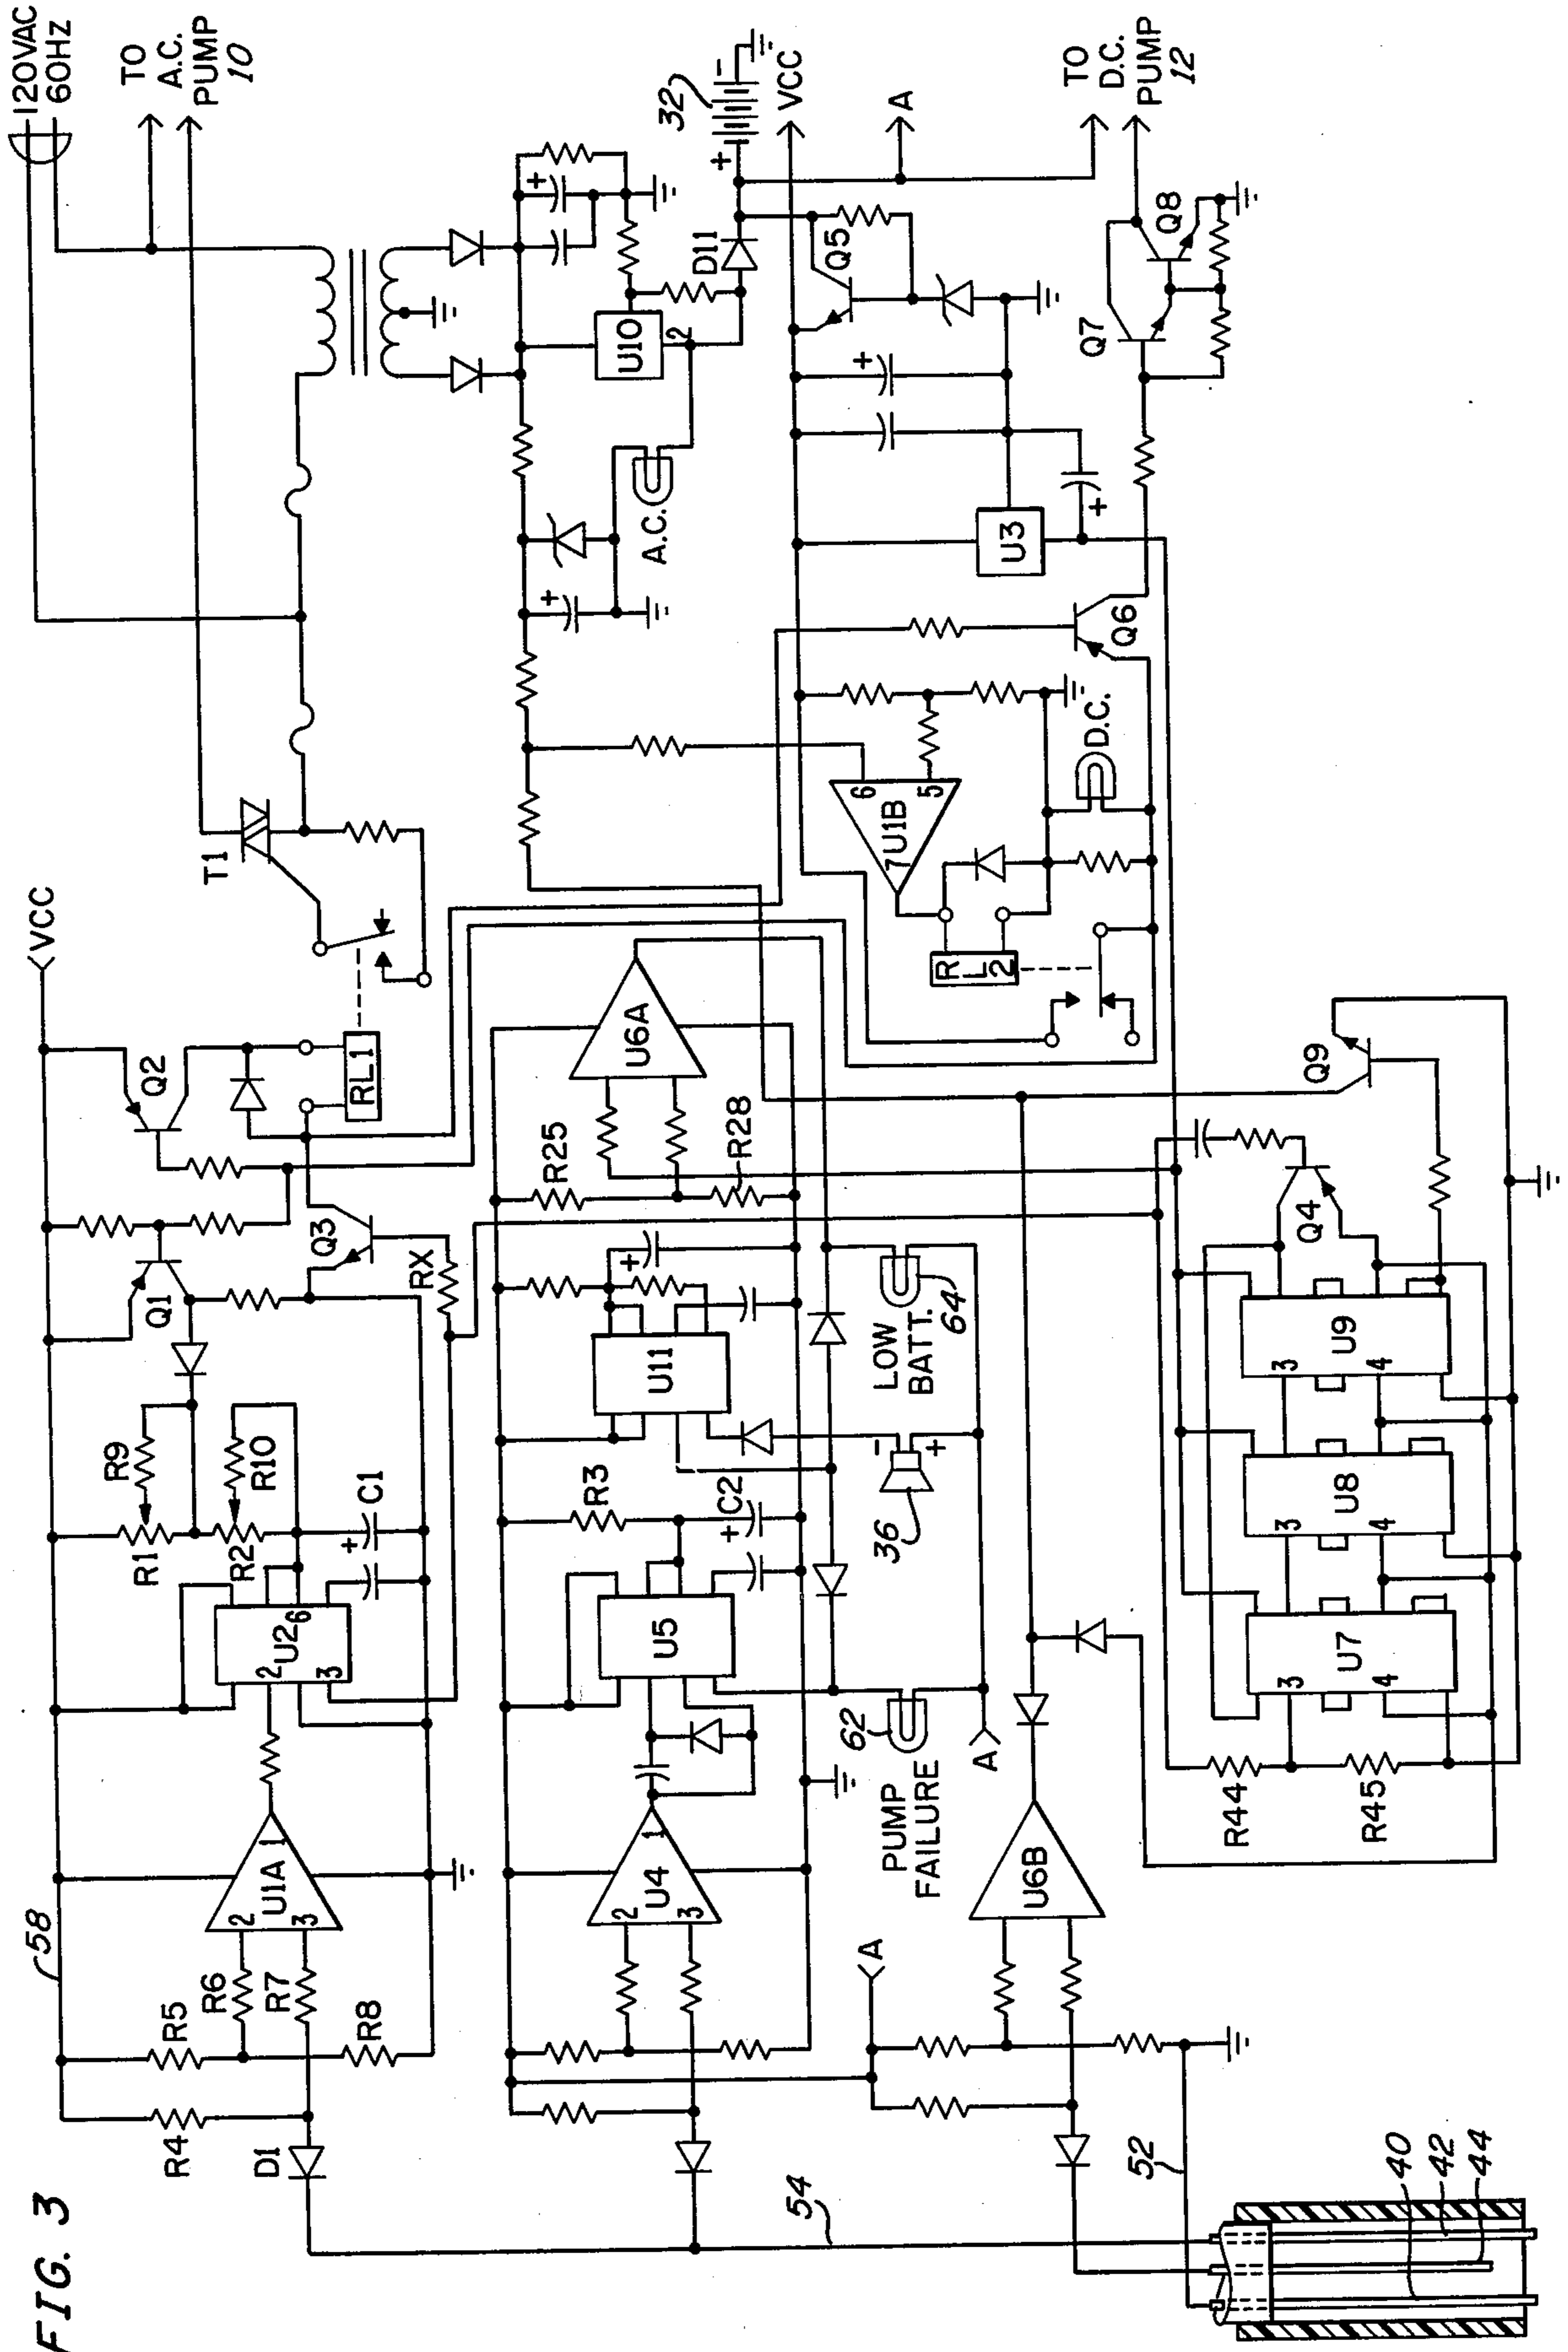 FIG. 3
58
VCC
120VAC
60HZ
TO
A.C.
PUMP
10
R4
R5
R1
R9
Q1
Q2
T1
R6
R7
D1
R8
2
3
U1A
1
2
U2
6
3
R2
R10
C1
Q3
RX
RL1
R25
R28
R3
C2
2
3
U4
1
U5
U11
U6A
U10
2
A.C.
D11
32
+
-
VCC
A
Q5
54
PUMP
FAILURE
62
36
-
+
LOW
BATT.
64
A
A
7
U1B
6
5
R
L
2
D.C.
U3
Q6
Q7
Q8
TO
D.C.
PUMP
12
52
U6B
R44
R45
3
4
U7
3
4
U8
3
4
U9
Q4
Q9
40
42
44